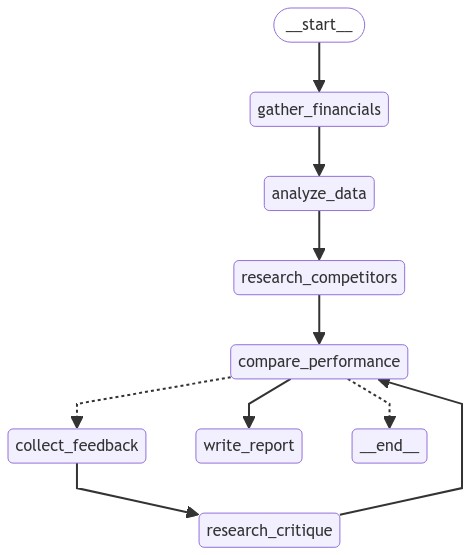 __start__
gather_financials
analyze_data
research_competitors
compare_performance
collect_feedback
write_report
__end__
research_critique